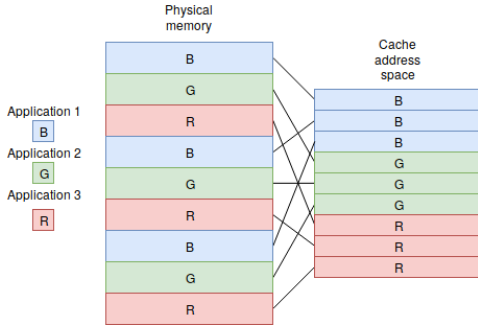 Physical
memory
Cache
address
space
Application 1
B
Application 2
G
Application 3
R
B
G
R
B
G
R
B
G
R
B
B
B
G
G
G
R
R
R